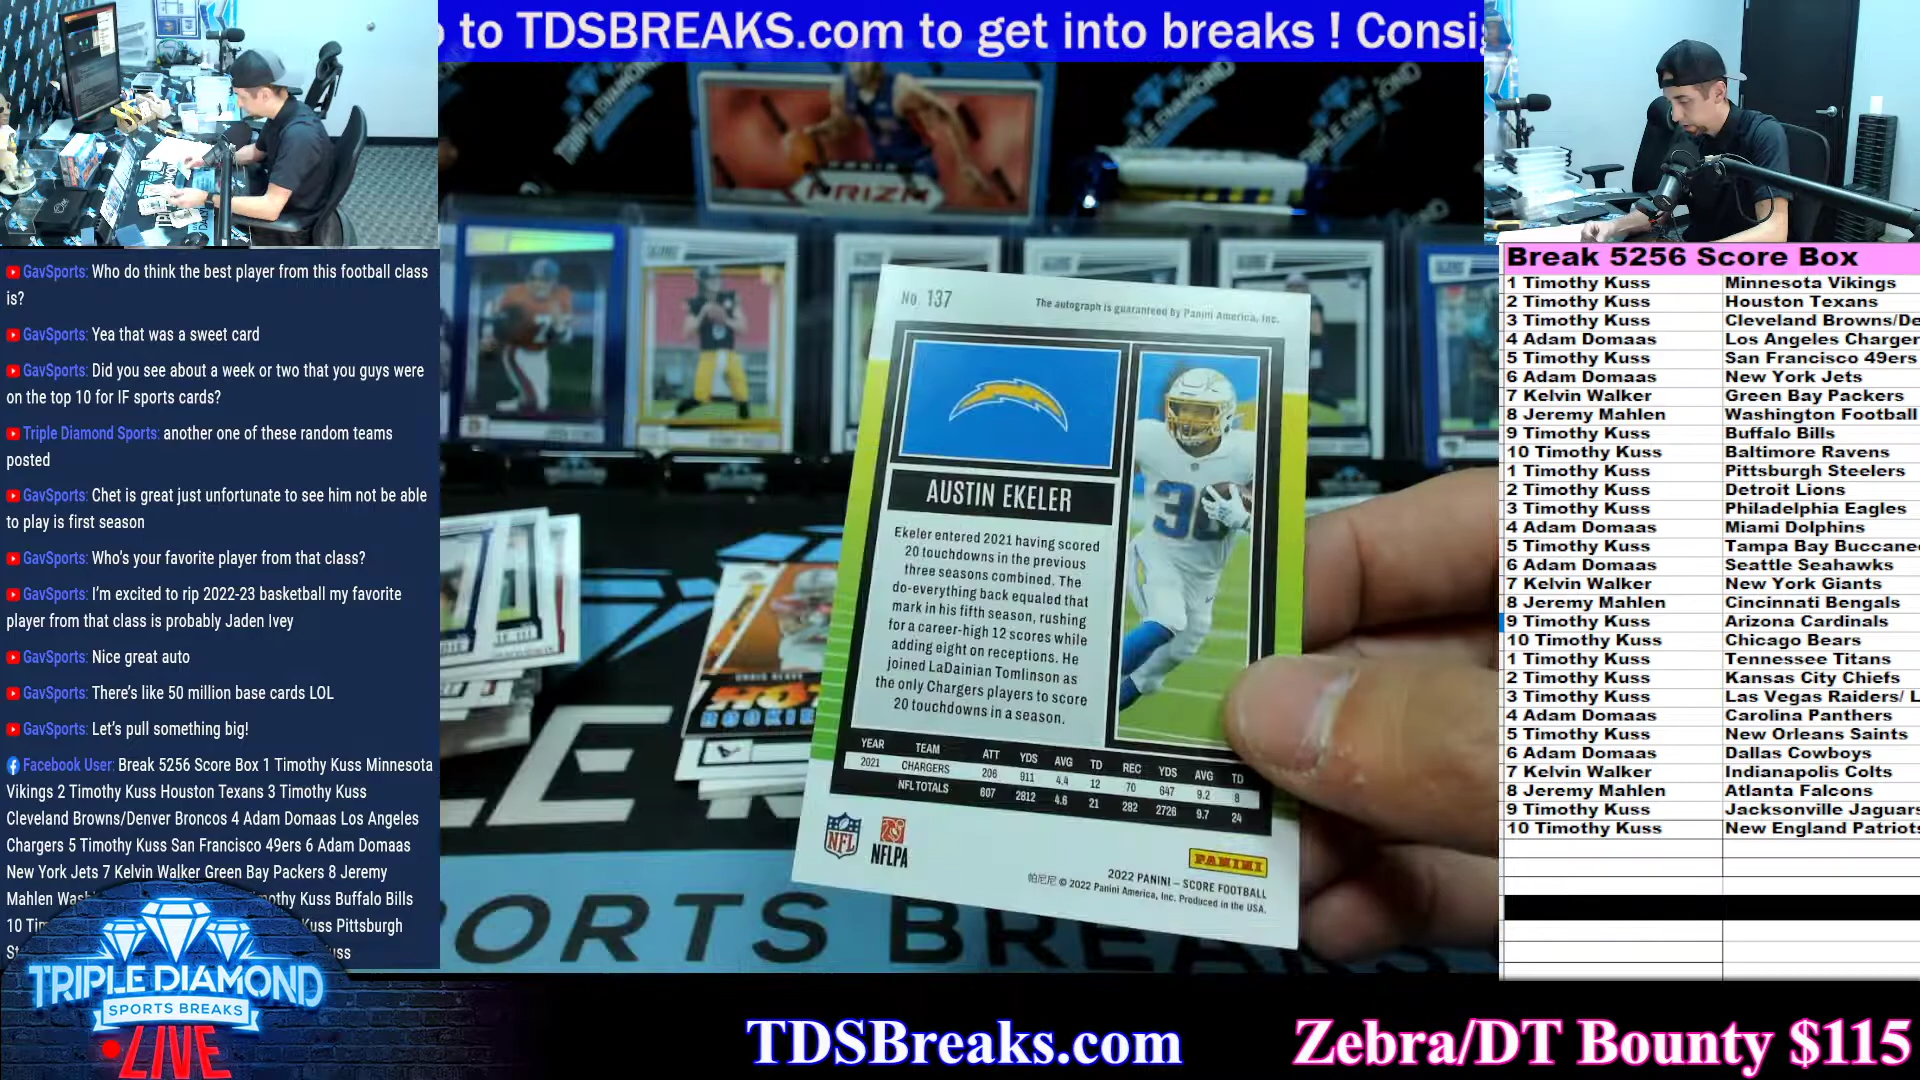 to TDSBREAKS.com to get into breaks ! Consi
GavSports: Who do think the best player from this football class
is?
GavSports: Yea that was a sweet card
GavSports: Did you see about a week or two that you guys were
on the top 10 for IF sports cards?
Triple Diamond Sports: another one of these random teams
posted
GavSports: Chet is great just unfortunate to see him not be able
to play is first season
GavSports: Who's your favorite player from that class?
GavSports: I'm excited to rip 2022-23 basketball my favorite
player from that class is probably Jaden Ivey
GavSports: Nice great auto
GavSports: There's like 50 million base cards LOL
GavSports: Let's pull something big!
Facebook User: Break 5256 Score Box 1 Timothy Kuss Minnesota
Vikings 2 Timothy Kuss Houston Texans 3 Timothy Kuss
Cleveland Browns/Denver Broncos 4 Adam Domaas Los Angeles
Chargers 5 Timothy Kuss San Francisco 49ers 6 Adam Domaas
New York Jets 7 Kelvin Walker Green Bay Packers 8 Jeremy
Mahlen Was othy Kuss Buffalo Bills
10 Tim Kuss Pittsburgh
St uss
TRIPLE DIAMOND
SPORTS BREAKS
LIVE
PRIZM
No. 137
The autograph is guaranteed by Panini America, Inc.
AUSTIN EKELER
30
Ekeler entered 2021 having scored
20 touchdowns in the previous
three seasons combined. The
do-everything back equaled that
mark in his fifth season, rushing
for a career-high 12 scores while
adding eight on receptions. He
joined LaDainian Tomlinson as
the only Chargers players to score
20 touchdowns in a season.
YEAR TEAM ATT YDS AVG TD REC YDS AVG TD
2021 CHARGERS 206 911 4.4 12 70 647 9.2 8
NFL TOTALS 607 2812 4.6 21 282 2726 9.7 24
NFL
NFLPA
PANINI
2022 PANINI – SCORE FOOTBALL
帕尼尼 © 2022 Panini America, Inc. Produced in the USA.
ORTS BREA
Break 5256 Score Box
1 Timothy Kuss Minnesota Vikings
2 Timothy Kuss Houston Texans
3 Timothy Kuss Cleveland Browns/De
4 Adam Domaas Los Angeles Charger
5 Timothy Kuss San Francisco 49ers
6 Adam Domaas New York Jets
7 Kelvin Walker Green Bay Packers
8 Jeremy Mahlen Washington Football
9 Timothy Kuss Buffalo Bills
10 Timothy Kuss Baltimore Ravens
1 Timothy Kuss Pittsburgh Steelers
2 Timothy Kuss Detroit Lions
3 Timothy Kuss Philadelphia Eagles
4 Adam Domaas Miami Dolphins
5 Timothy Kuss Tampa Bay Buccanee
6 Adam Domaas Seattle Seahawks
7 Kelvin Walker New York Giants
8 Jeremy Mahlen Cincinnati Bengals
9 Timothy Kuss Arizona Cardinals
10 Timothy Kuss Chicago Bears
1 Timothy Kuss Tennessee Titans
2 Timothy Kuss Kansas City Chiefs
3 Timothy Kuss Las Vegas Raiders/ L
4 Adam Domaas Carolina Panthers
5 Timothy Kuss New Orleans Saints
6 Adam Domaas Dallas Cowboys
7 Kelvin Walker Indianapolis Colts
8 Jeremy Mahlen Atlanta Falcons
9 Timothy Kuss Jacksonville Jaguars
10 Timothy Kuss New England Patriots
TDSBreaks.com
Zebra/DT Bounty $115